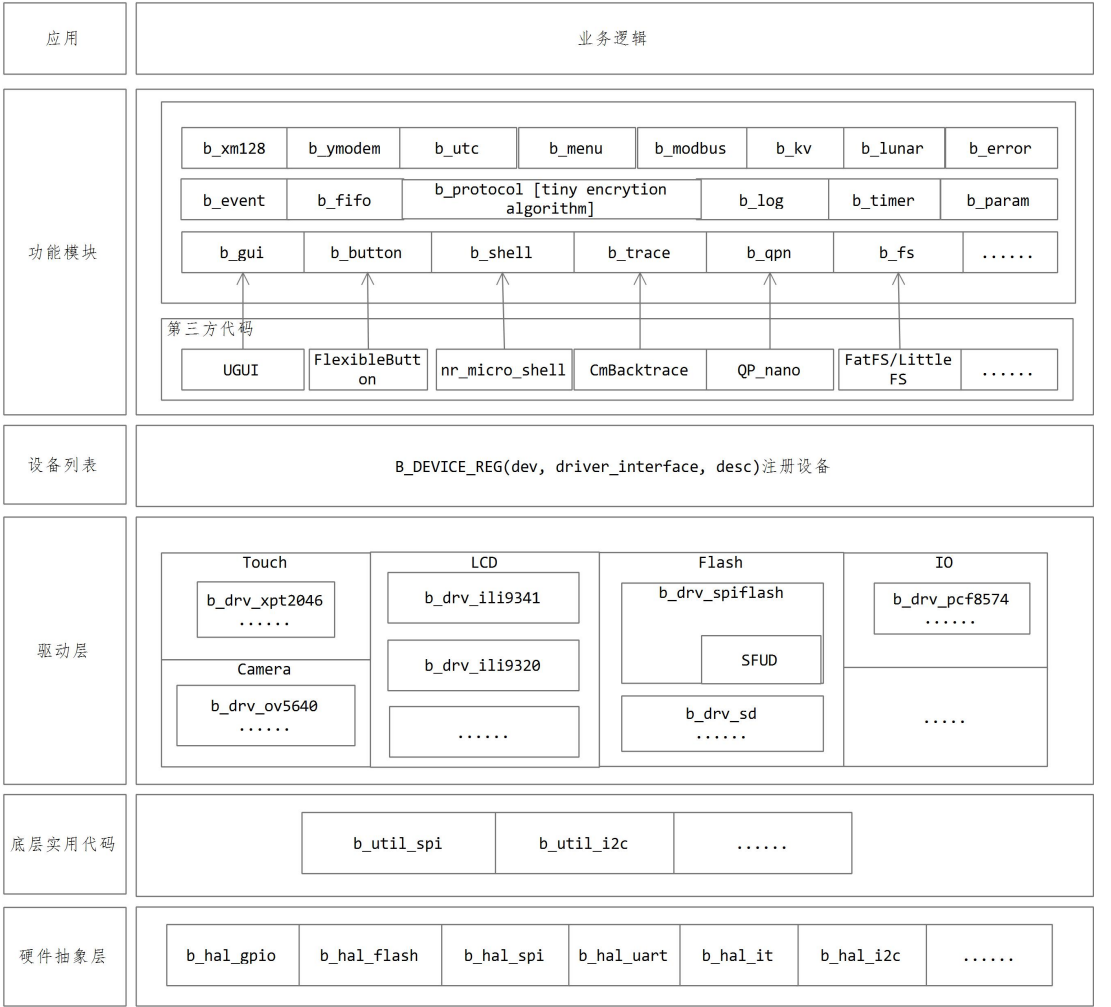 应用
业务逻辑
功能模块
b_xm128
b_ymodem
b_utc
b_menu
b_modbus
b_kv
b_lunar
b_error
b_event
b_fifo
b_protocol [tiny encrytion
algorithm]
b_log
b_timer
b_param
b_gui
b_button
b_shell
b_trace
b_qpn
b_fs
......
第三方代码
UGUI
FlexibleButt
on
nr_micro_shell
CmBacktrace
QP_nano
FatFS/Little
FS
......
设备列表
B_DEVICE_REG(dev, driver_interface, desc)注册设备
驱动层
Touch
b_drv_xpt2046
......
Camera
b_drv_ov5640
......
LCD
b_drv_ili9341
b_drv_ili9320
......
Flash
b_drv_spiflash
SFUD
b_drv_sd
......
IO
b_drv_pcf8574
......
.....
底层实用代码
b_util_spi
b_util_i2c
......
硬件抽象层
b_hal_gpio
b_hal_flash
b_hal_spi
b_hal_uart
b_hal_it
b_hal_i2c
......